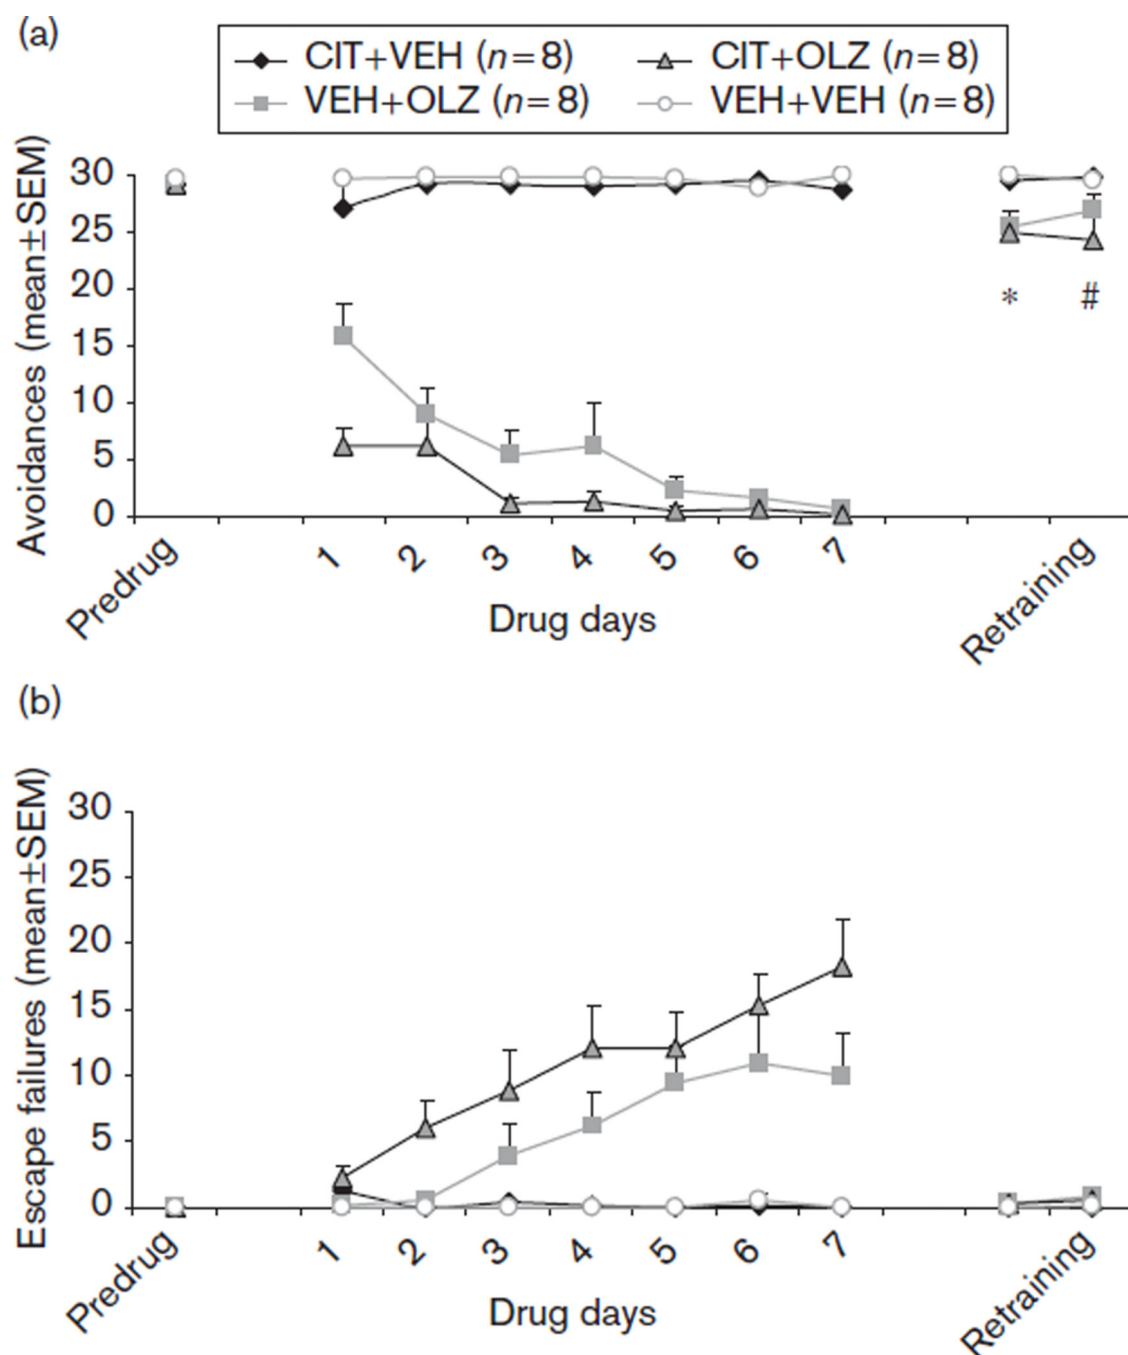 (a)
CIT+VEH (n=8) CIT+OLZ (n=8)
VEH+OLZ (n=8) VEH+VEH (n=8)
Avoidances (mean±SEM)
30
25
20
15
10
5
0
* #
Predrug 1 2 3 4 5 6 7 Retraining
Drug days
(b)
Escape failures (mean±SEM)
30
25
20
15
10
5
0
Predrug 1 2 3 4 5 6 7 Retraining
Drug days